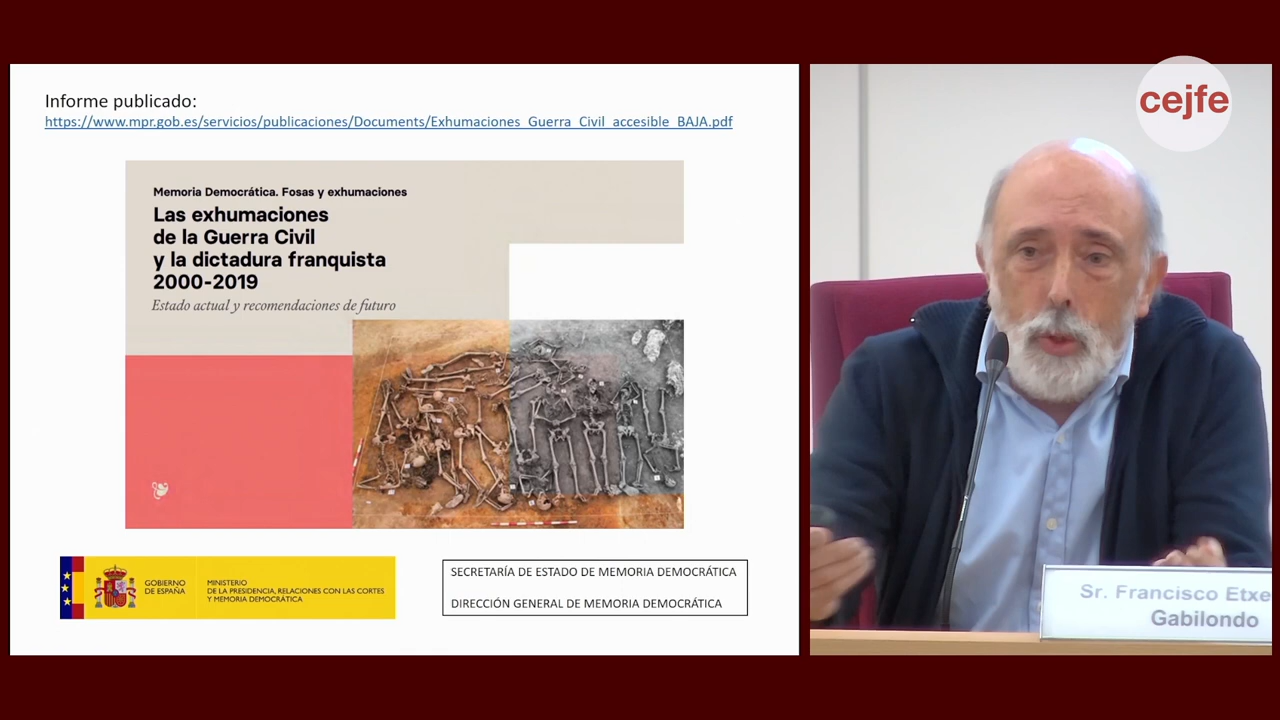 Informe publicado:
https://www.mpr.gob.es/servicios/publicaciones/Documents/Exhumaciones_Guerra_Civil_accesible_BAJA.pdf
Memoria Democrática. Fosas y exhumaciones
Las exhumaciones
de la Guerra Civil
y la dictadura franquista
2000-2019
Estado actual y recomendaciones de futuro
GOBIERNO
DE ESPAÑA
MINISTERIO
DE LA PRESIDENCIA, RELACIONES CON LAS CORTES
Y MEMORIA DEMOCRÁTICA
SECRETARÍA DE ESTADO DE MEMORIA DEMOCRÁTICA
DIRECCIÓN GENERAL DE MEMORIA DEMOCRÁTICA
cejfe
Sr. Francisco Etxe
Gabilondo